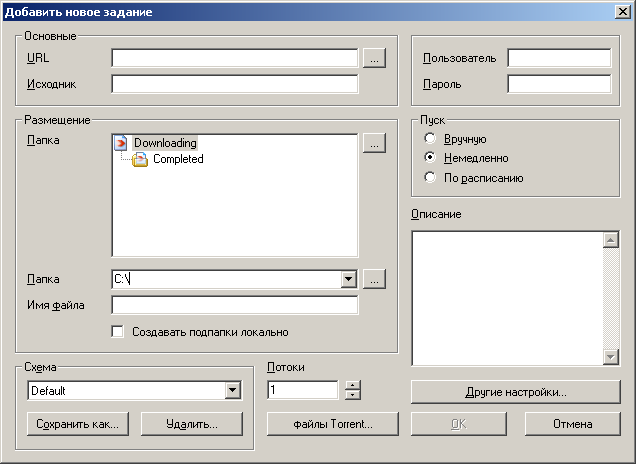 Добавить новое задание
Основные
URL
...
Исходник
Пользователь
Пароль
Размещение
Папка
Downloading
Completed
...
Папка
C:\
...
Имя файла
Создавать подпапки локально
Пуск
Вручную
Немедленно
По расписанию
Описание
Схема
Default
Сохранить как...
Удалить...
Потоки
1
файлы Torrent...
Другие настройки...
OK
Отмена